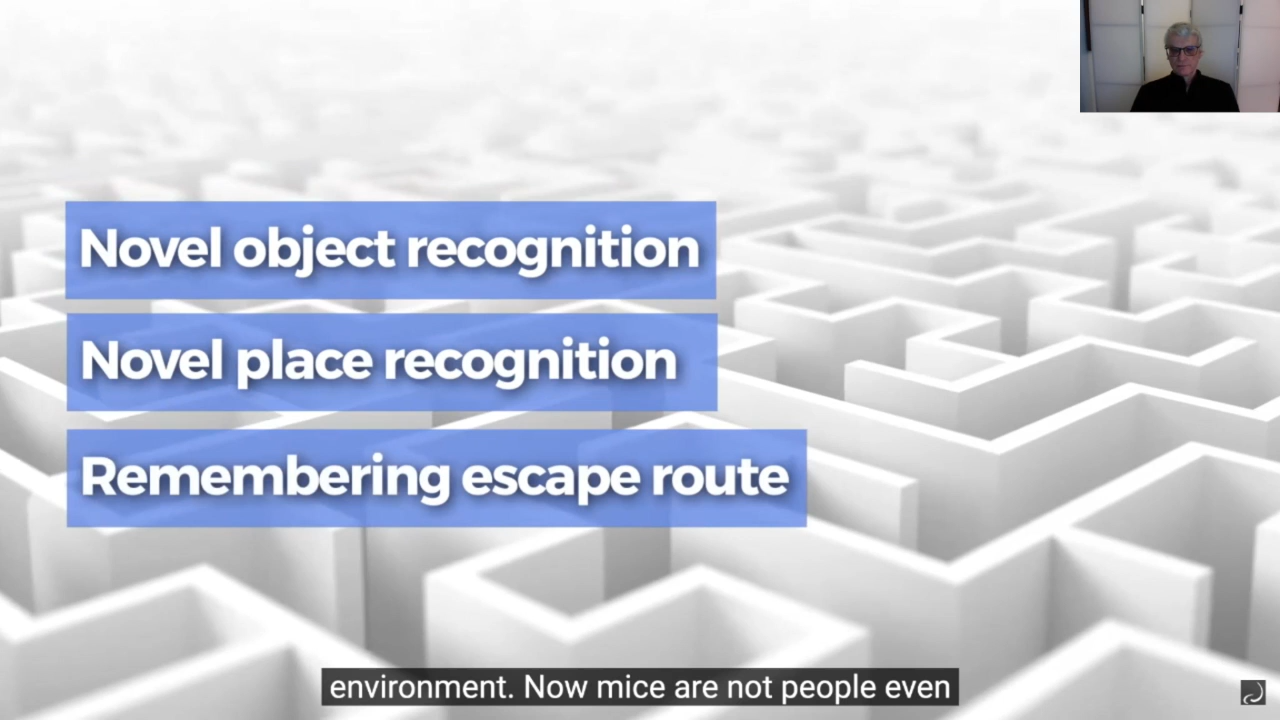 Novel object recognition
Novel place recognition
Remembering escape route
environment. Now mice are not people even